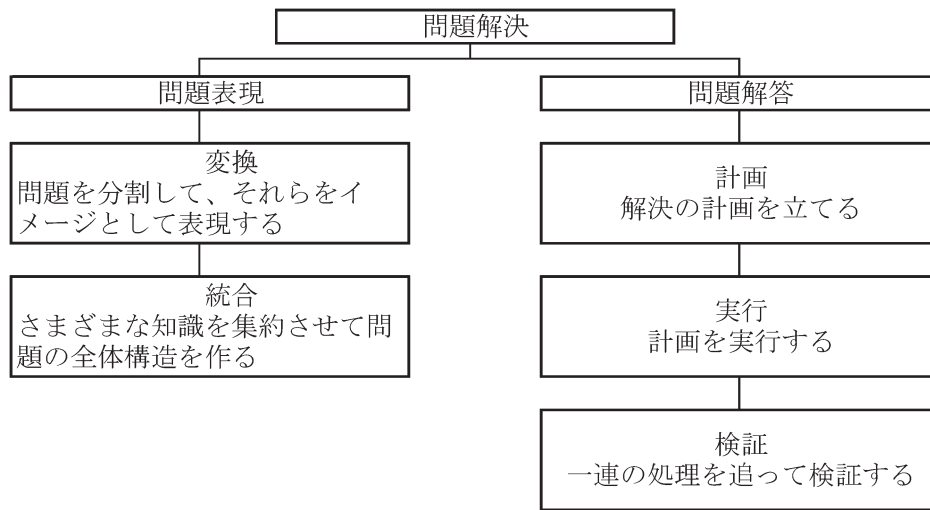 問題解決
問題表現
変換
問題を分割して、それらをイ
メージとして表現する
統合
さまざまな知識を集約させて問
題の全体構造を作る
問題解答
計画
解決の計画を立てる
実行
計画を実行する
検証
一連の処理を追って検証する